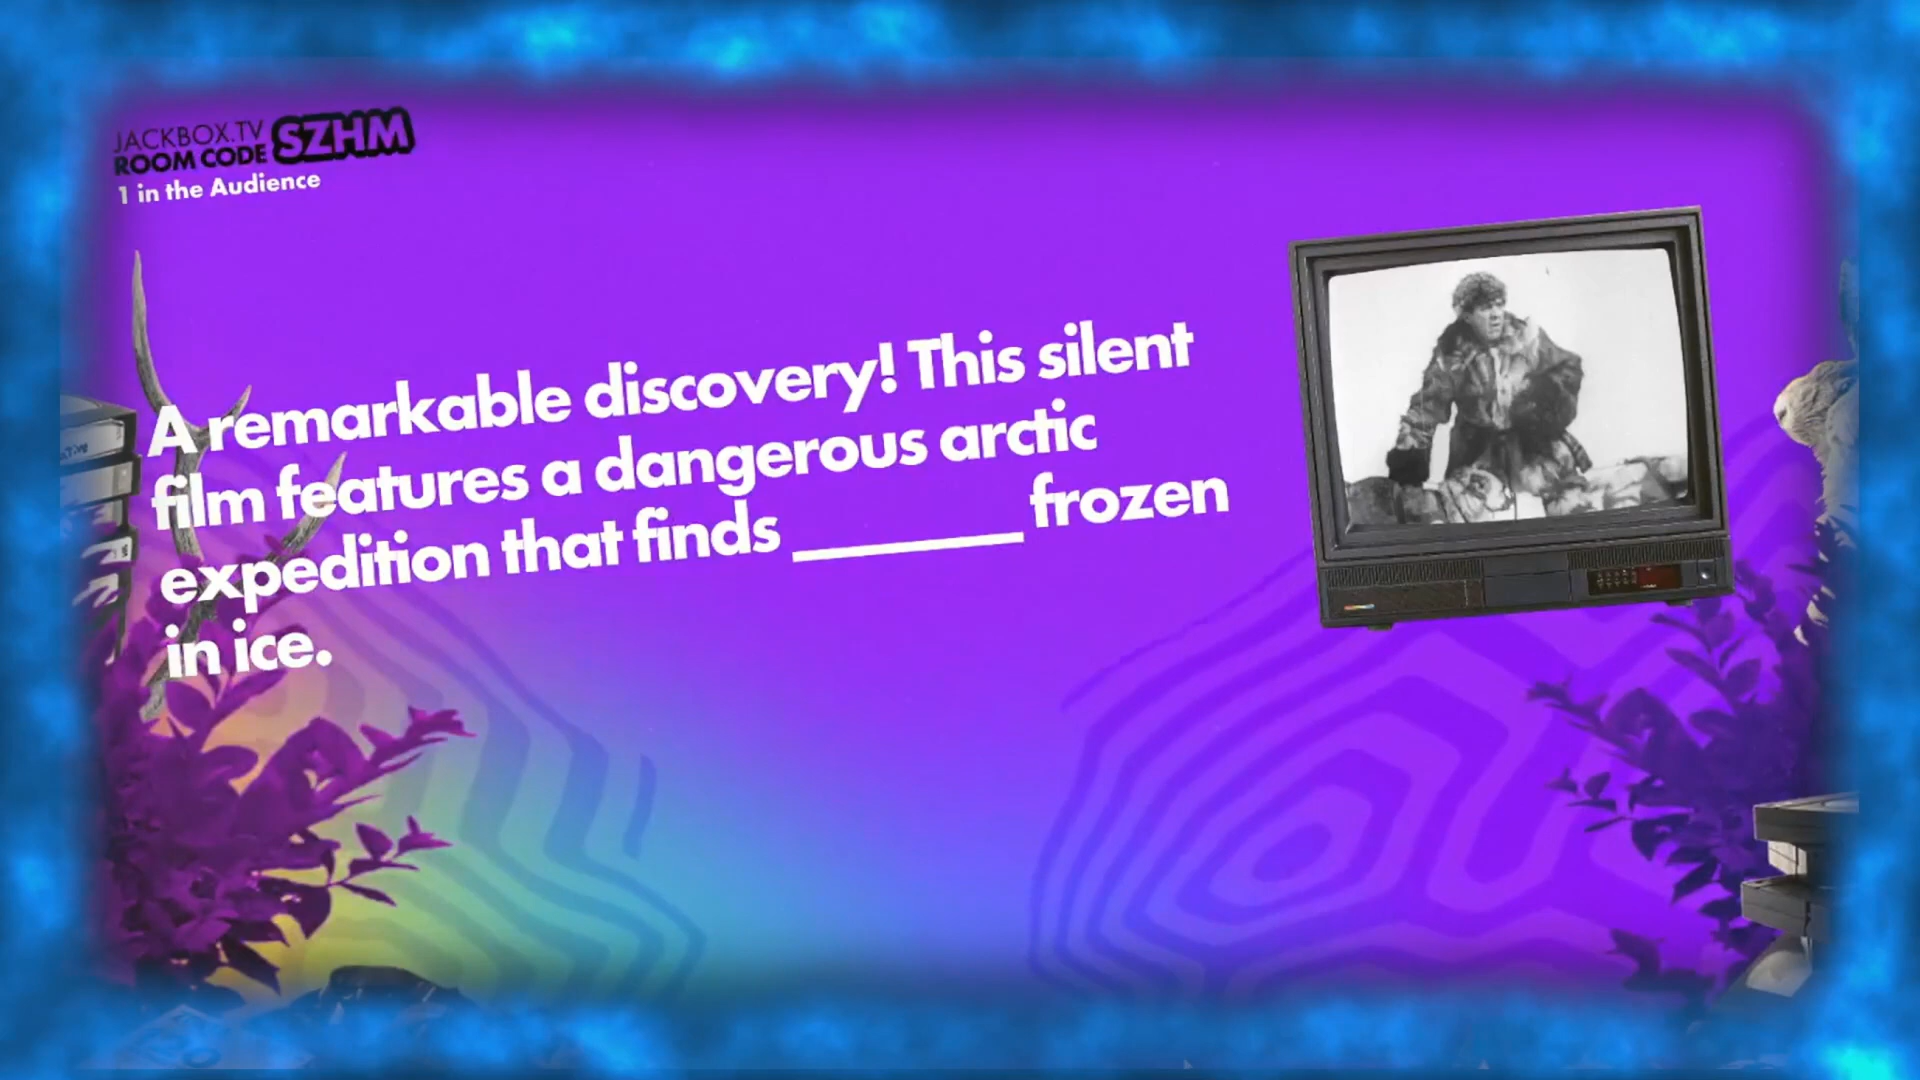 JACKBOX.TV
ROOM CODE SZHM
1 in the Audience
A remarkable discovery! This silent
film features a dangerous arctic
expedition that finds ________ frozen
in ice.